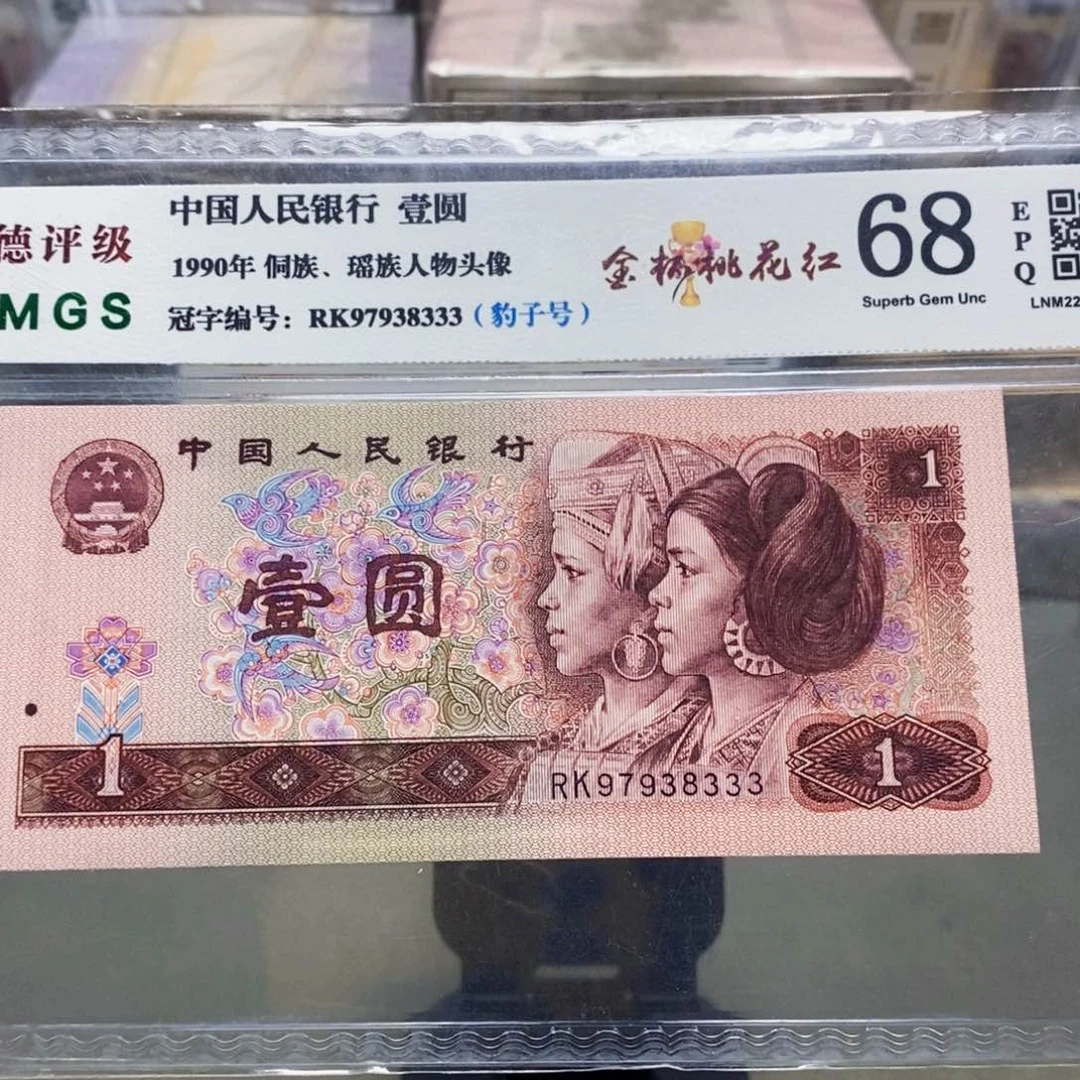 德评级
MGS
中国人民银行 壹圆
1990年 侗族、瑶族人物头像
冠字编号：RK97938333（豹子号）
金杯桃花红
68
Superb Gem Unc
EPQ
LNM22
中国人民银行
壹圆
1
1
RK97938333
1